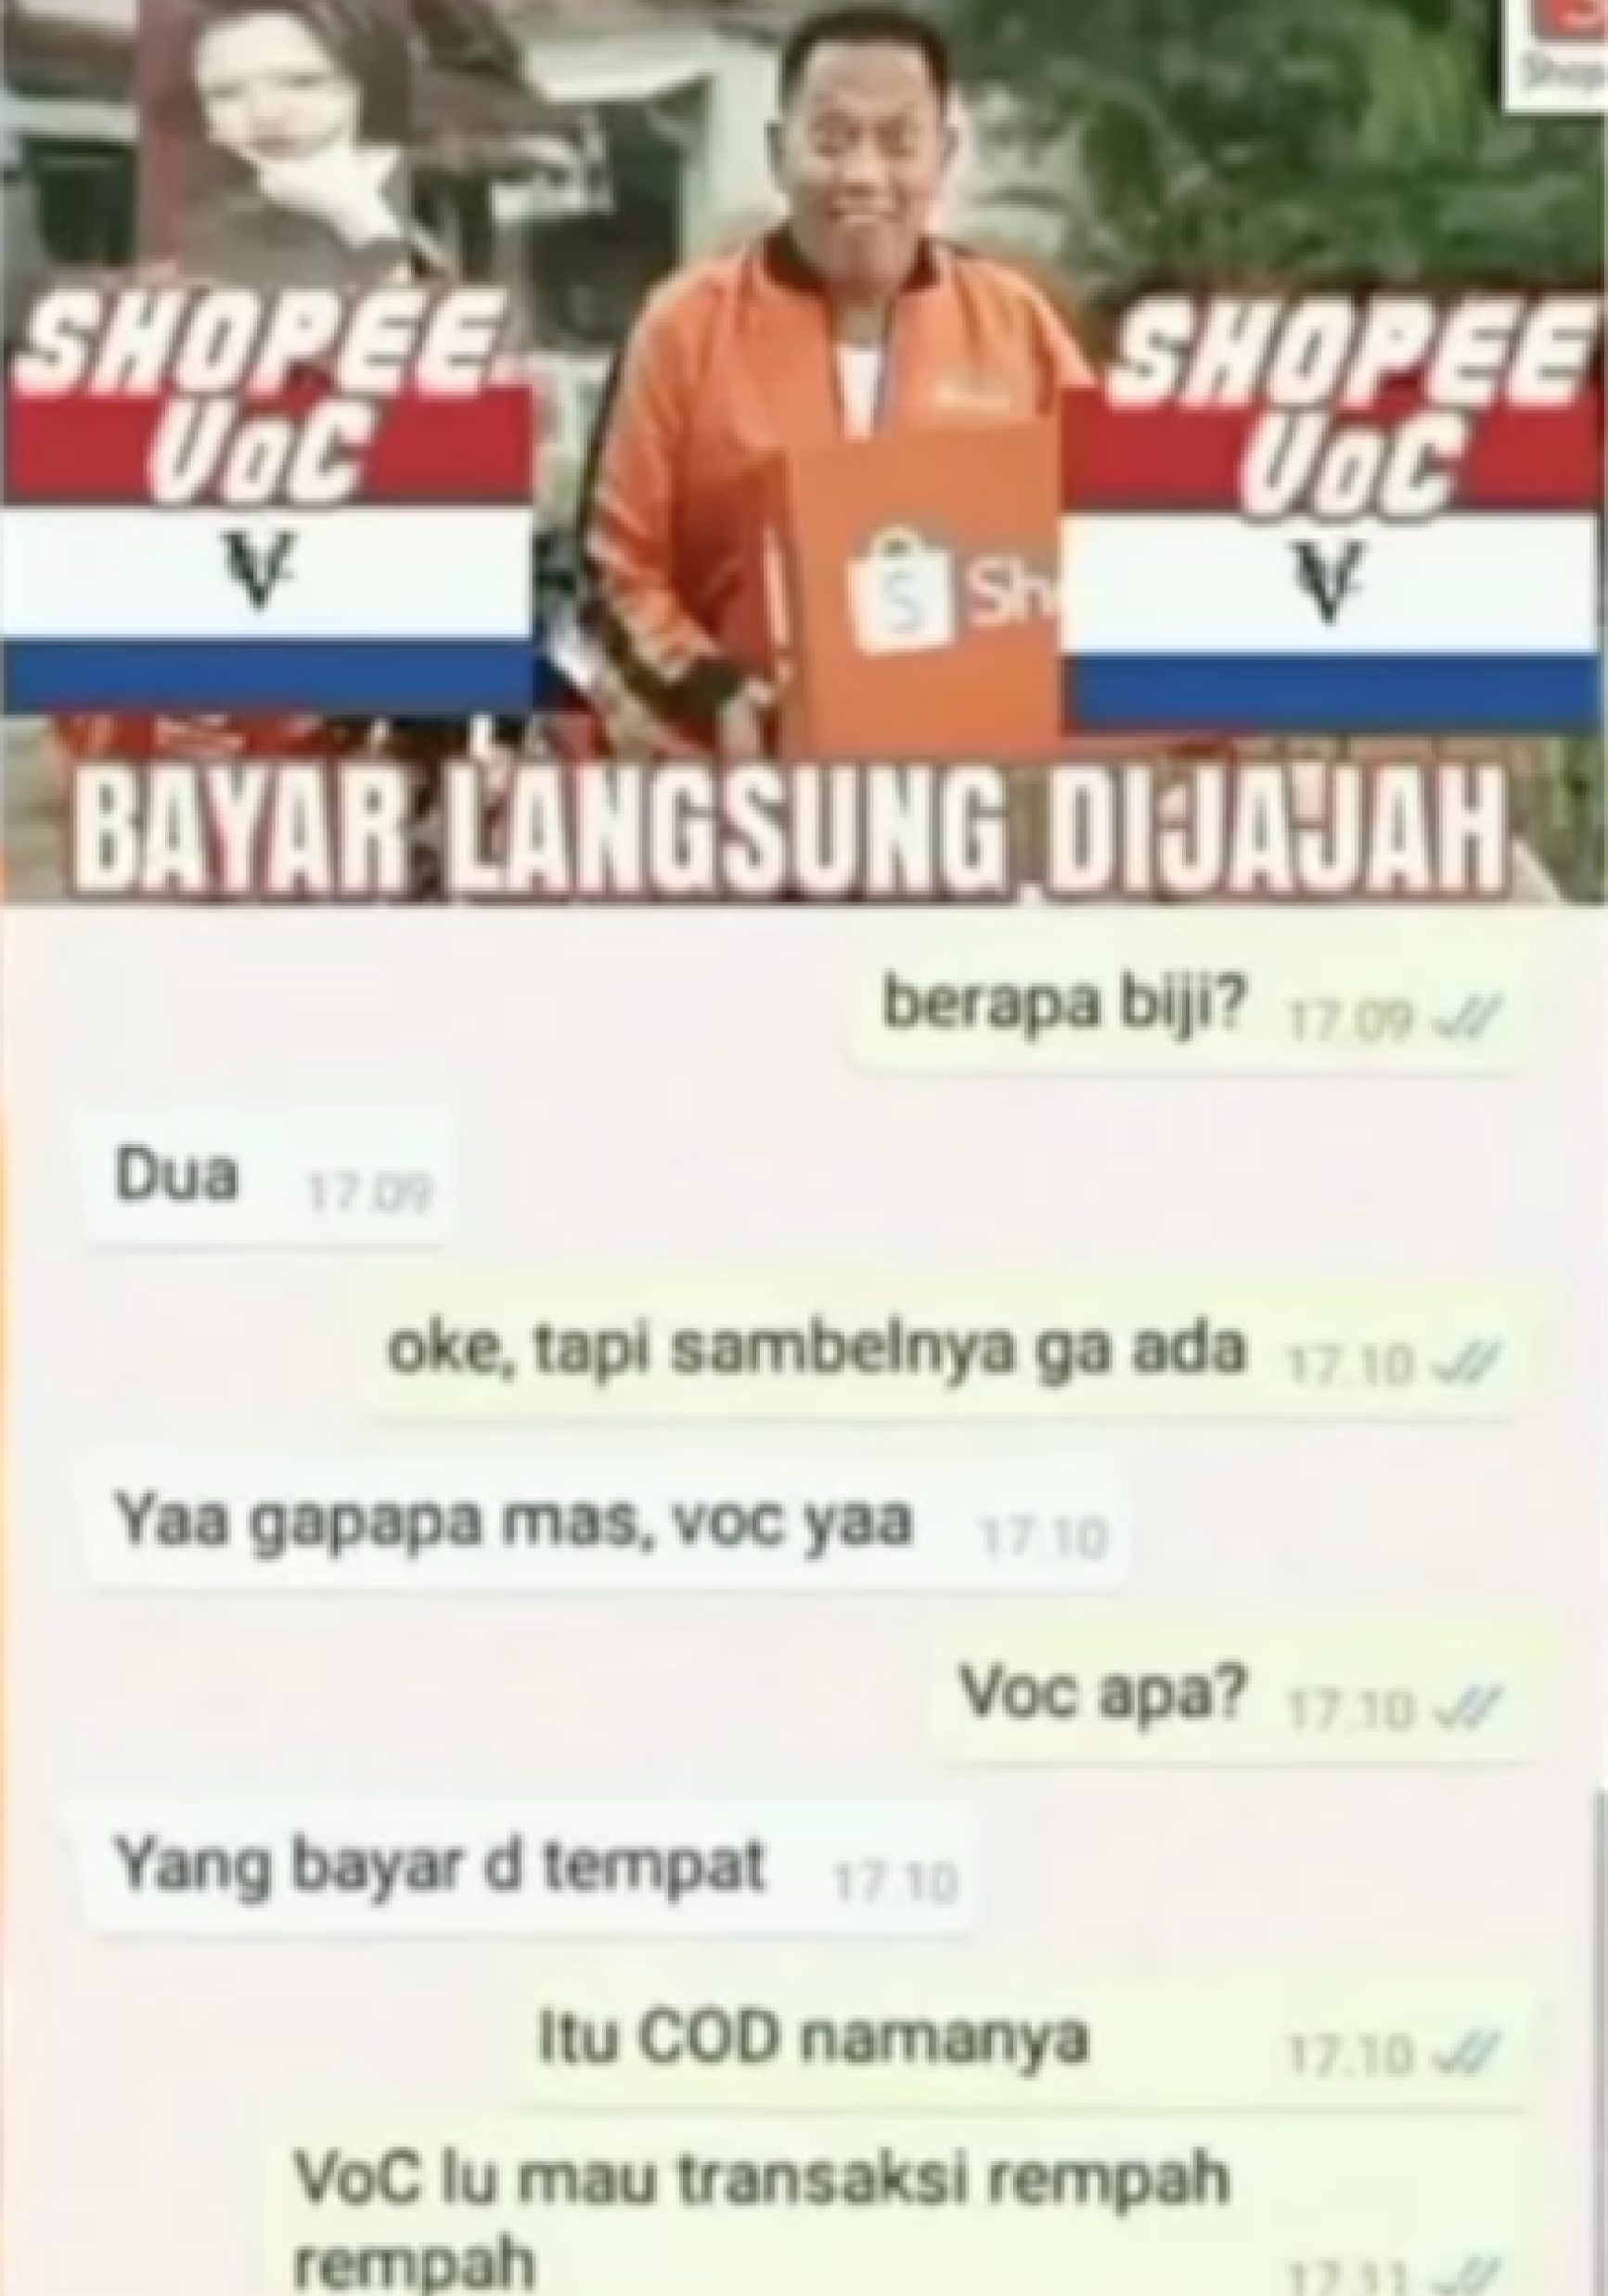 Shop
SHOPEE
VOC
SHOPEE
VOC
S Sh
BAYAR LANGSUNG DIJAJAH
berapa biji? 17.09
Dua 17.09
oke, tapi sambelnya ga ada 17.10
Yaa gapapa mas, voc yaa 17.10
Voc apa? 17.10
Yang bayar d tempat 17.10
Itu COD namanya 17.10
VoC lu mau transaksi rempah
rempah 17.11